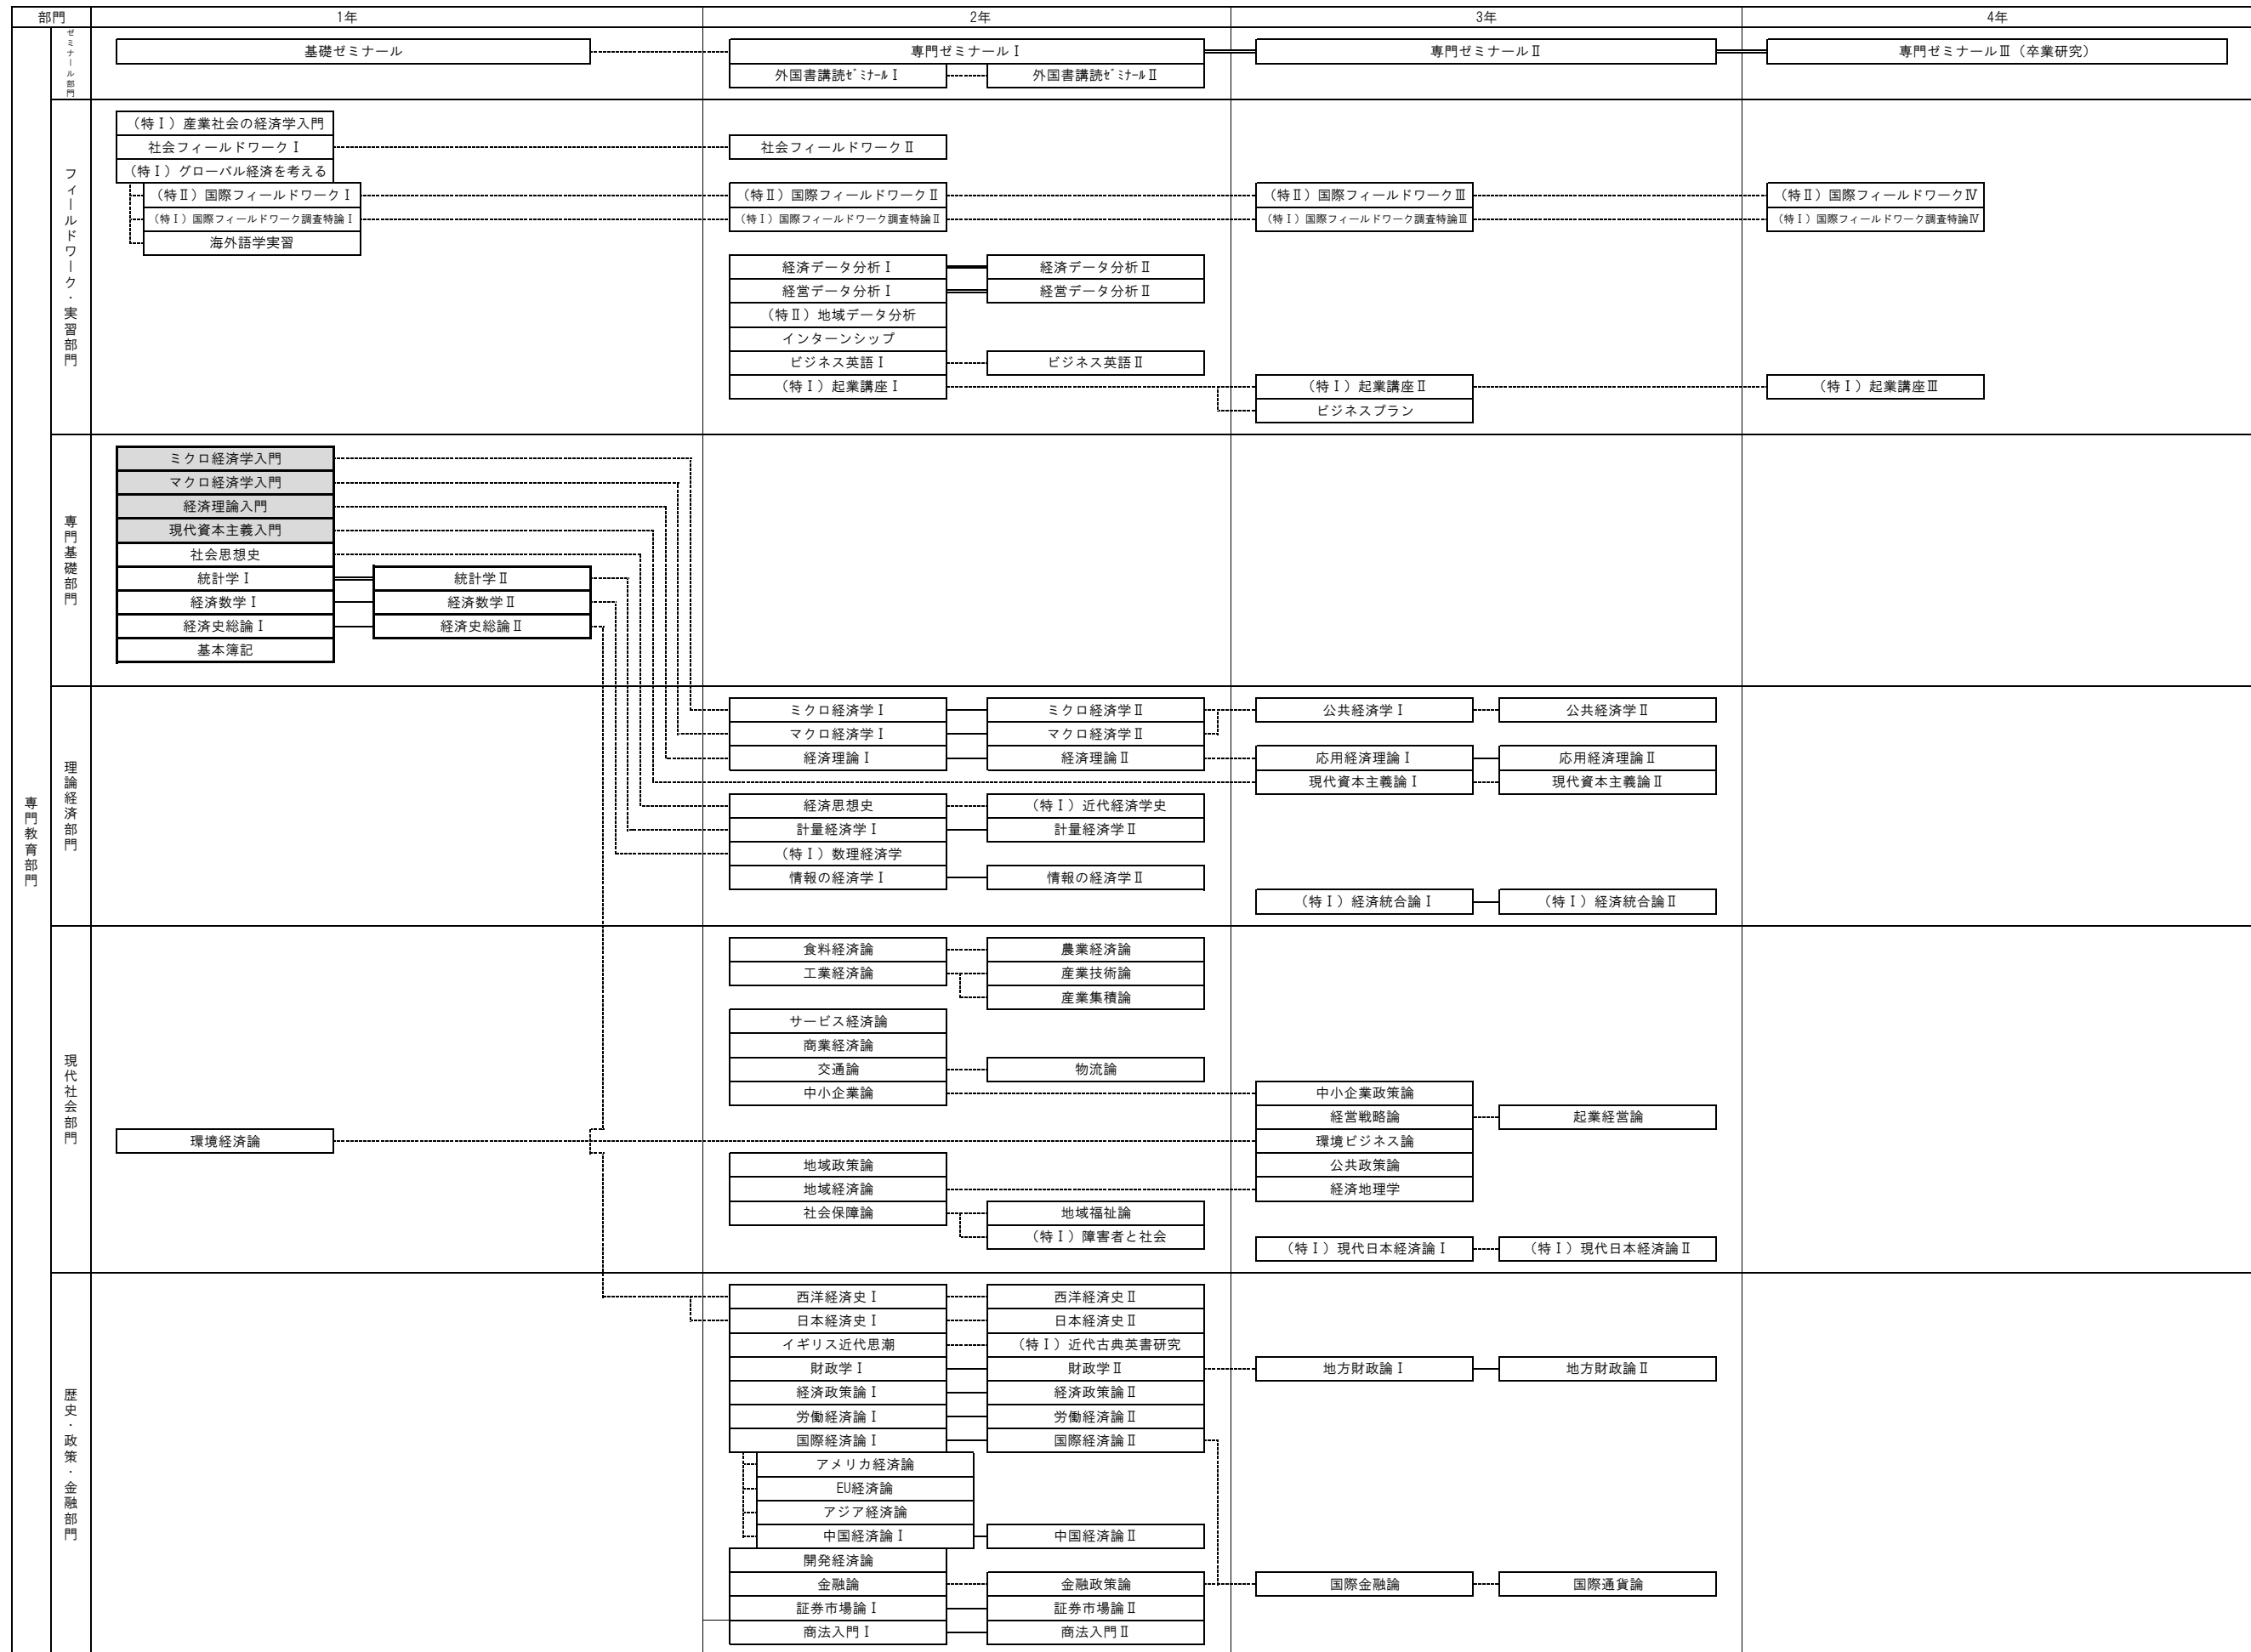 部門 1年 2年 3年 4年
専門教育部門
ゼミナール部門
基礎ゼミナール 専門ゼミナールⅠ 専門ゼミナールⅡ 専門ゼミナールⅢ（卒業研究）
外国書講読ｾﾞﾐﾅｰﾙⅠ 外国書講読ｾﾞﾐﾅｰﾙⅡ
フィールドワーク・実習部門
（特Ⅰ）産業社会の経済学入門
社会フィールドワークⅠ 社会フィールドワークⅡ
（特Ⅰ）グローバル経済を考える
（特Ⅱ）国際フィールドワークⅠ （特Ⅱ）国際フィールドワークⅡ （特Ⅱ）国際フィールドワークⅢ （特Ⅱ）国際フィールドワークⅣ
（特Ⅰ）国際フィールドワーク調査特論Ⅰ （特Ⅰ）国際フィールドワーク調査特論Ⅱ （特Ⅰ）国際フィールドワーク調査特論Ⅲ （特Ⅰ）国際フィールドワーク調査特論Ⅳ
海外語学実習
経済データ分析Ⅰ 経済データ分析Ⅱ
経営データ分析Ⅰ 経営データ分析Ⅱ
（特Ⅱ）地域データ分析
インターンシップ
ビジネス英語Ⅰ ビジネス英語Ⅱ
（特Ⅰ）起業講座Ⅰ （特Ⅰ）起業講座Ⅱ （特Ⅰ）起業講座Ⅲ
ビジネスプラン
専門基礎部門
ミクロ経済学入門
マクロ経済学入門
経済理論入門
現代資本主義入門
社会思想史
統計学Ⅰ 統計学Ⅱ
経済数学Ⅰ 経済数学Ⅱ
経済史総論Ⅰ 経済史総論Ⅱ
基本簿記
理論経済部門
ミクロ経済学Ⅰ ミクロ経済学Ⅱ 公共経済学Ⅰ 公共経済学Ⅱ
マクロ経済学Ⅰ マクロ経済学Ⅱ
経済理論Ⅰ 経済理論Ⅱ 応用経済理論Ⅰ 応用経済理論Ⅱ
現代資本主義論Ⅰ 現代資本主義論Ⅱ
経済思想史 （特Ⅰ）近代経済学史
計量経済学Ⅰ 計量経済学Ⅱ
（特Ⅰ）数理経済学
情報の経済学Ⅰ 情報の経済学Ⅱ
（特Ⅰ）経済統合論Ⅰ （特Ⅰ）経済統合論Ⅱ
現代社会部門
食料経済論 農業経済論
工業経済論 産業技術論
産業集積論
サービス経済論
商業経済論
交通論 物流論
中小企業論 中小企業政策論
経営戦略論 起業経営論
環境経済論 環境ビジネス論
地域政策論 公共政策論
地域経済論 経済地理学
社会保障論 地域福祉論
（特Ⅰ）障害者と社会
（特Ⅰ）現代日本経済論Ⅰ （特Ⅰ）現代日本経済論Ⅱ
歴史・政策・金融部門
西洋経済史Ⅰ 西洋経済史Ⅱ
日本経済史Ⅰ 日本経済史Ⅱ
イギリス近代思潮 （特Ⅰ）近代古典英書研究
財政学Ⅰ 財政学Ⅱ 地方財政論Ⅰ 地方財政論Ⅱ
経済政策論Ⅰ 経済政策論Ⅱ
労働経済論Ⅰ 労働経済論Ⅱ
国際経済論Ⅰ 国際経済論Ⅱ
アメリカ経済論
EU経済論
アジア経済論
中国経済論Ⅰ 中国経済論Ⅱ
開発経済論
金融論 金融政策論 国際金融論 国際通貨論
証券市場論Ⅰ 証券市場論Ⅱ
商法入門Ⅰ 商法入門Ⅱ